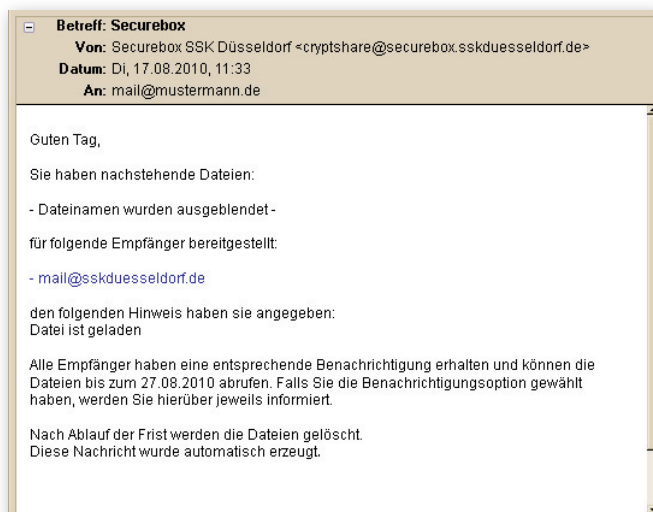 Betreff: Securebox
Von: Securebox SSK Düsseldorf <cryptshare@securebox.sskduesseldorf.de>
Datum: Di, 17.08.2010, 11:33
An: mail@mustermann.de
Guten Tag,
Sie haben nachstehende Dateien:
- Dateinamen wurden ausgeblendet -
für folgende Empfänger bereitgestellt:
- mail@sskduesseldorf.de
den folgenden Hinweis haben sie angegeben:
Datei ist geladen
Alle Empfänger haben eine entsprechende Benachrichtigung erhalten und können die
Dateien bis zum 27.08.2010 abrufen. Falls Sie die Benachrichtigungsoption gewählt
haben, werden Sie hierüber jeweils informiert.
Nach Ablauf der Frist werden die Dateien gelöscht.
Diese Nachricht wurde automatisch erzeugt.